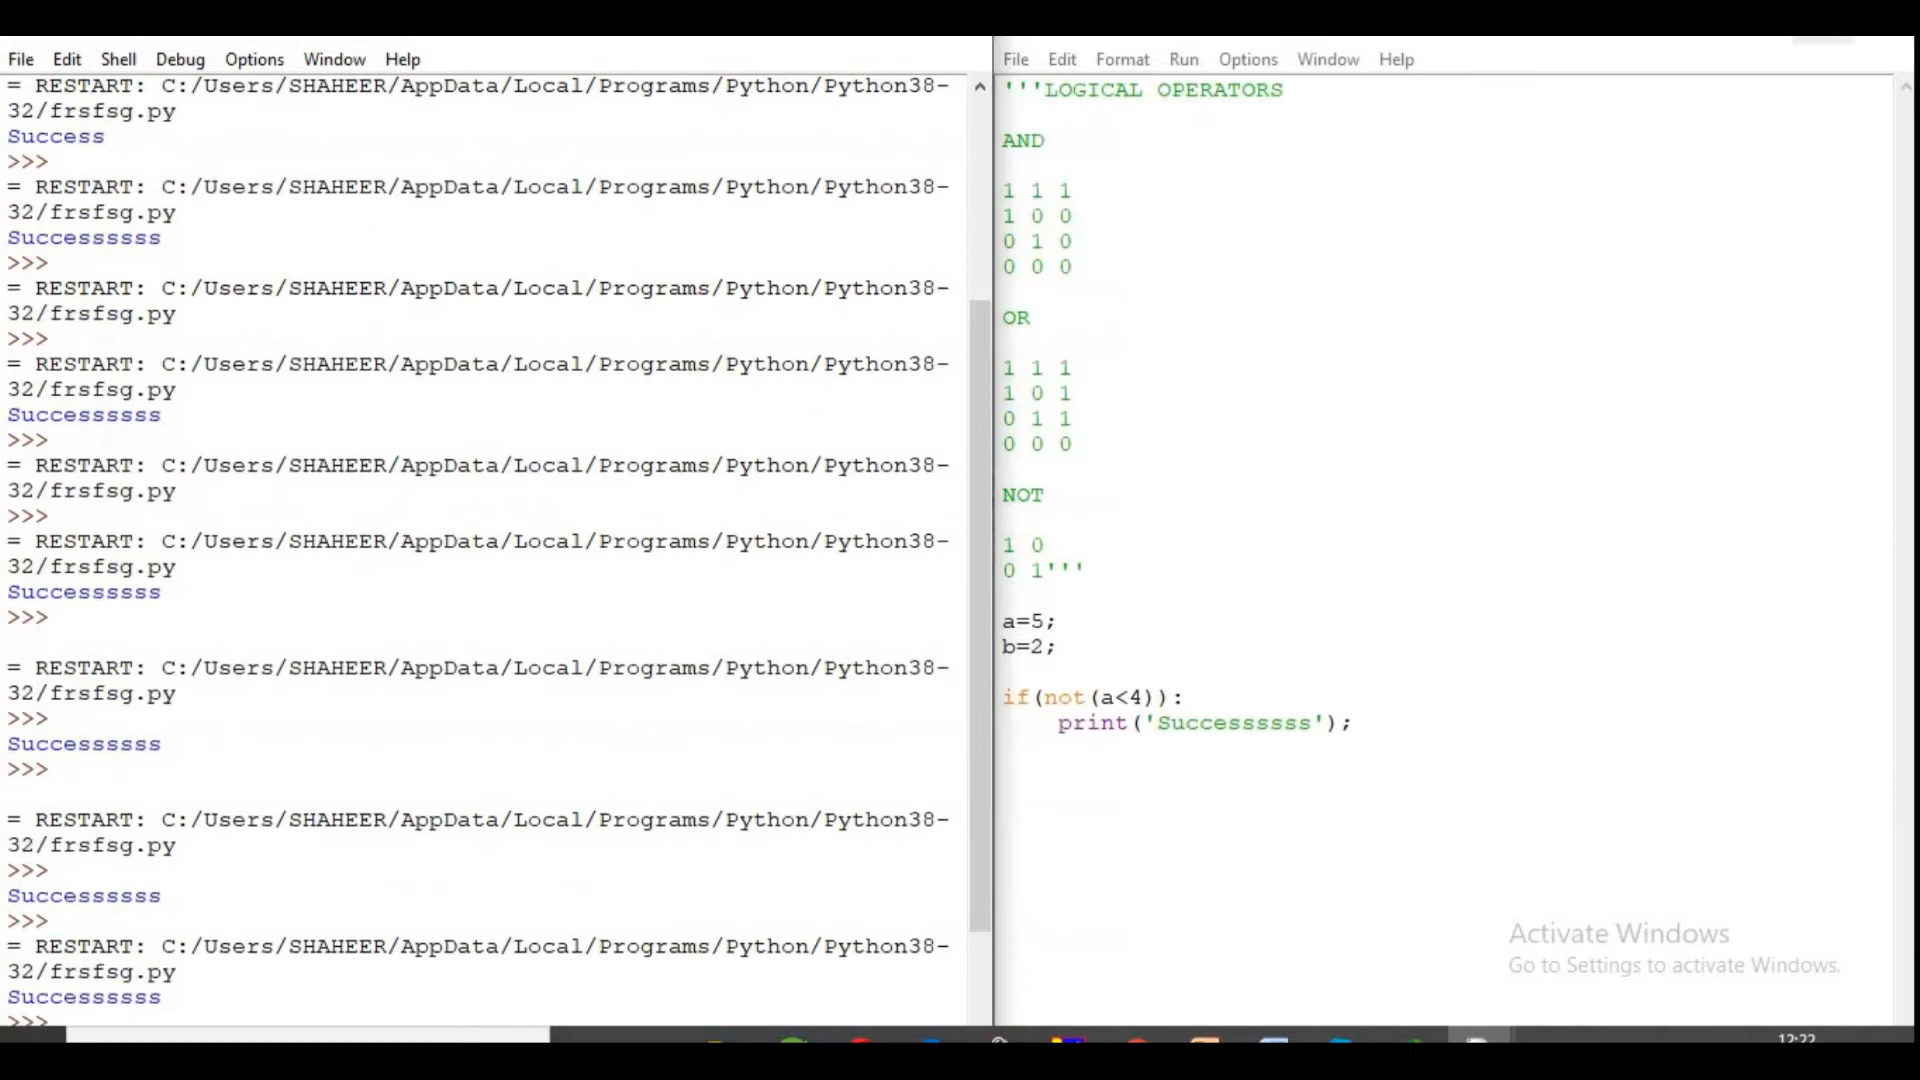 File Edit Shell Debug Options Window Help
= RESTART: C:/Users/SHAHEER/AppData/Local/Programs/Python/Python38-
32/frsfsg.py
Success
>>>
= RESTART: C:/Users/SHAHEER/AppData/Local/Programs/Python/Python38-
32/frsfsg.py
Successssss
>>>
= RESTART: C:/Users/SHAHEER/AppData/Local/Programs/Python/Python38-
32/frsfsg.py
>>>
= RESTART: C:/Users/SHAHEER/AppData/Local/Programs/Python/Python38-
32/frsfsg.py
Successssss
>>>
= RESTART: C:/Users/SHAHEER/AppData/Local/Programs/Python/Python38-
32/frsfsg.py
>>>
= RESTART: C:/Users/SHAHEER/AppData/Local/Programs/Python/Python38-
32/frsfsg.py
Successssss
>>>
= RESTART: C:/Users/SHAHEER/AppData/Local/Programs/Python/Python38-
32/frsfsg.py
>>>
Successssss
>>>
= RESTART: C:/Users/SHAHEER/AppData/Local/Programs/Python/Python38-
32/frsfsg.py
>>>
Successssss
>>>
= RESTART: C:/Users/SHAHEER/AppData/Local/Programs/Python/Python38-
32/frsfsg.py
Successssss
>>>
File Edit Format Run Options Window Help
'''LOGICAL OPERATORS
AND
1 1 1
1 0 0
0 1 0
0 0 0
OR
1 1 1
1 0 1
0 1 1
0 0 0
NOT
1 0
0 1'''
a=5;
b=2;
if(not(a<4)):
print('Successssss');
Activate Windows
Go to Settings to activate Windows.
12:22